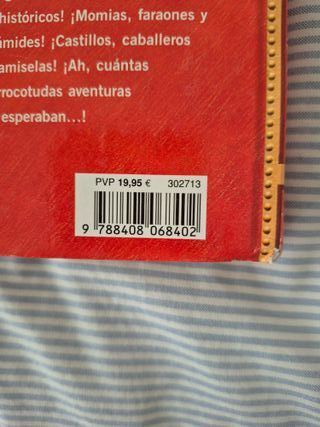 históricos! ¡Momias, faraones y
ámides! ¡Castillos, caballeros
amiselas! ¡Ah, cuántas
rrocotudas aventuras
esperaban...!
PVP 19,95 € 302713
9 788408 068402